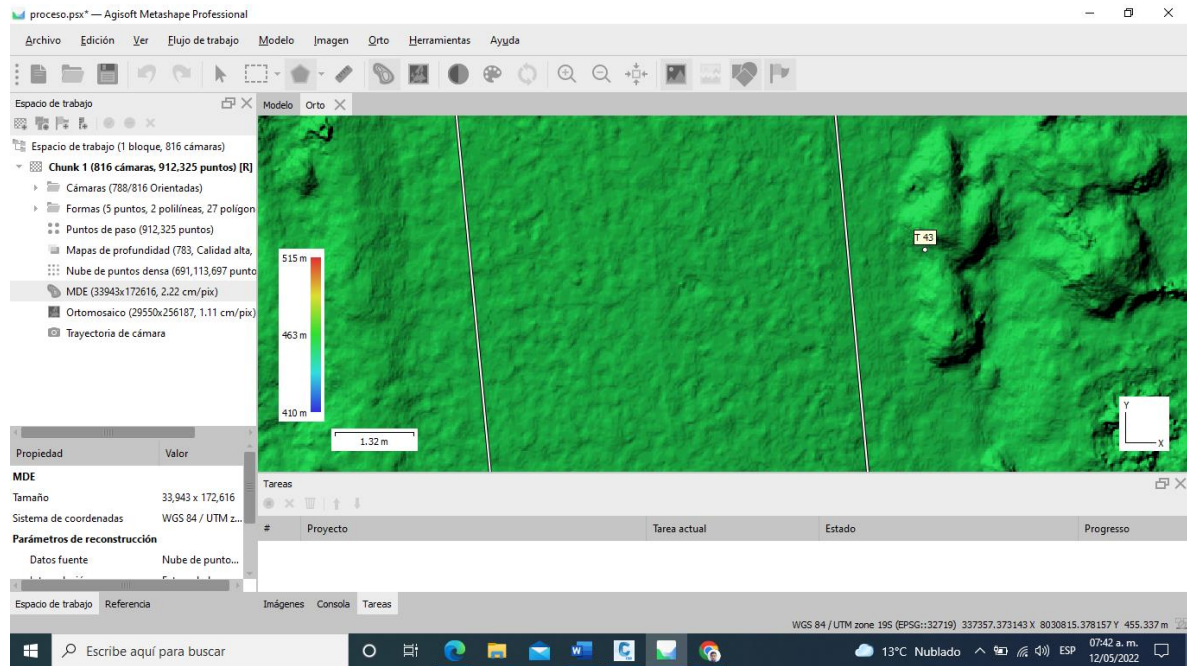 proceso.psx* — Agisoft Metashape Professional
Archivo Edición Ver Flujo de trabajo Modelo Imagen Orto Herramientas Ayuda
Espacio de trabajo
Modelo Orto
Espacio de trabajo (1 bloque, 816 cámaras)
Chunk 1 (816 cámaras, 912,325 puntos) [R]
Cámaras (788/816 Orientadas)
Formas (5 puntos, 2 polilíneas, 27 polígon
Puntos de paso (912,325 puntos)
Mapas de profundidad (783, Calidad alta,
Nube de puntos densa (691,113,697 punto
MDE (33943x172616, 2.22 cm/pix)
Ortomosaico (29550x256187, 1.11 cm/pix)
Trayectoria de cámara
T 43
515 m
463 m
410 m
1.32 m
Y
X
Propiedad Valor
MDE
Tamaño 33,943 x 172,616
Sistema de coordenadas WGS 84 / UTM z...
Parámetros de reconstrucción
Datos fuente Nube de punto...
Tareas
# Proyecto Tarea actual Estado Progresso
Espacio de trabajo Referencia
Imágenes Consola Tareas
WGS 84 / UTM zone 19S (EPSG::32719) 337357.373143 X 8030815.378157 Y 455.337 m
Escribe aquí para buscar
13°C Nublado
ESP
07:42 a. m.
12/05/2022